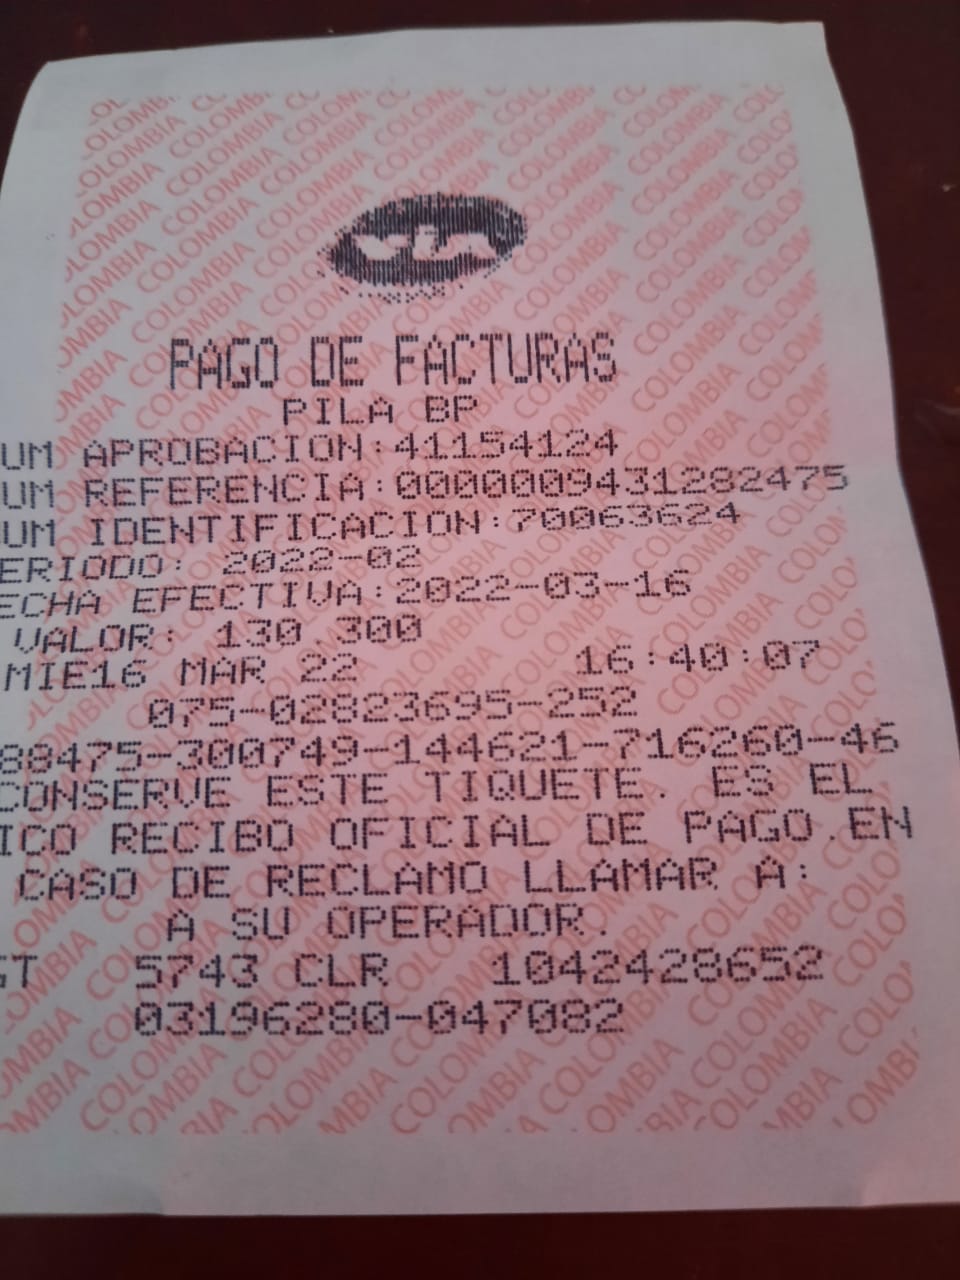 via
PAGO DE FACTURAS
PILA BP
UM APROBACION:41154124
UM REFERENCIA:0000009431282475
UM IDENTIFICACION:70063624
ERIODO: 2022-02
ECHA EFECTIVA:2022-03-16
VALOR: 130.300
MIE16 MAR 22 16:40:07
075-02823695-252
88475-300749-144621-716260-46
CONSERVE ESTE TIQUETE. ES EL
ICO RECIBO OFICIAL DE PAGO.EN
CASO DE RECLAMO LLAMAR A:
A SU OPERADOR.
ST 5743 CLR 1042428652
03196280-047082
COLOMBIA